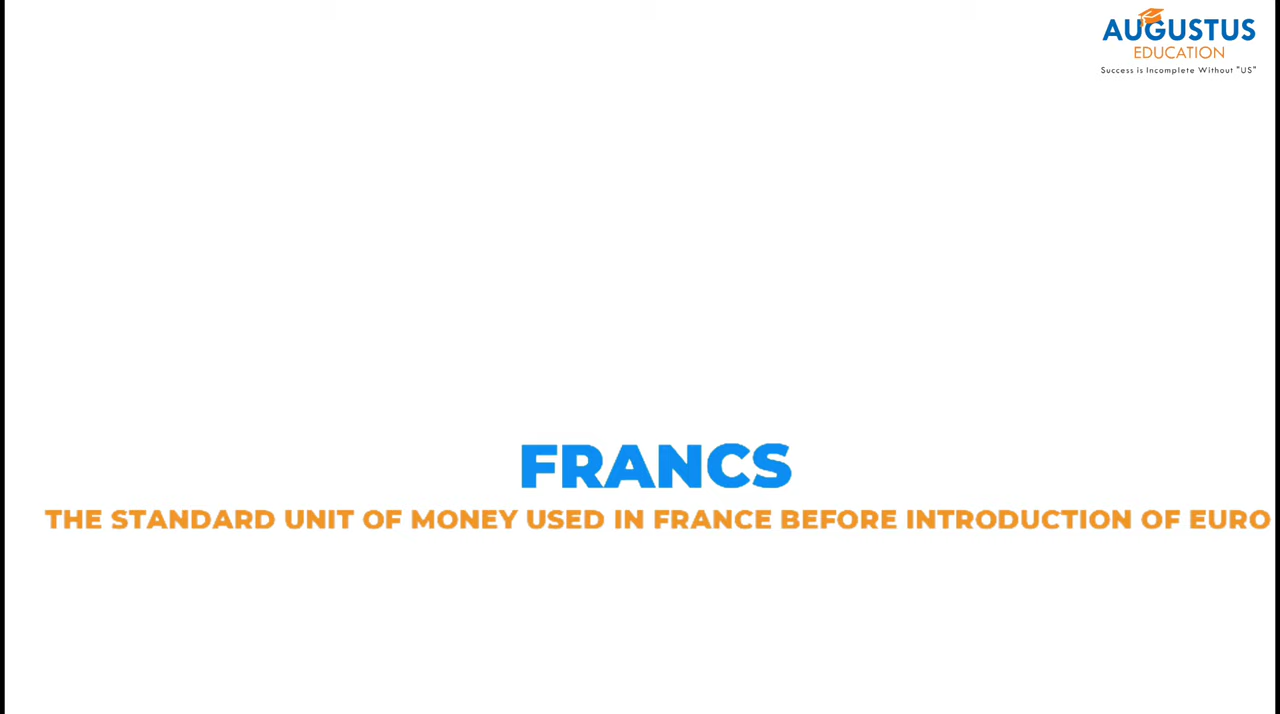 AUGUSTUS
EDUCATION
Success is Incomplete Without "US"
FRANCS
THE STANDARD UNIT OF MONEY USED IN FRANCE BEFORE INTRODUCTION OF EURO